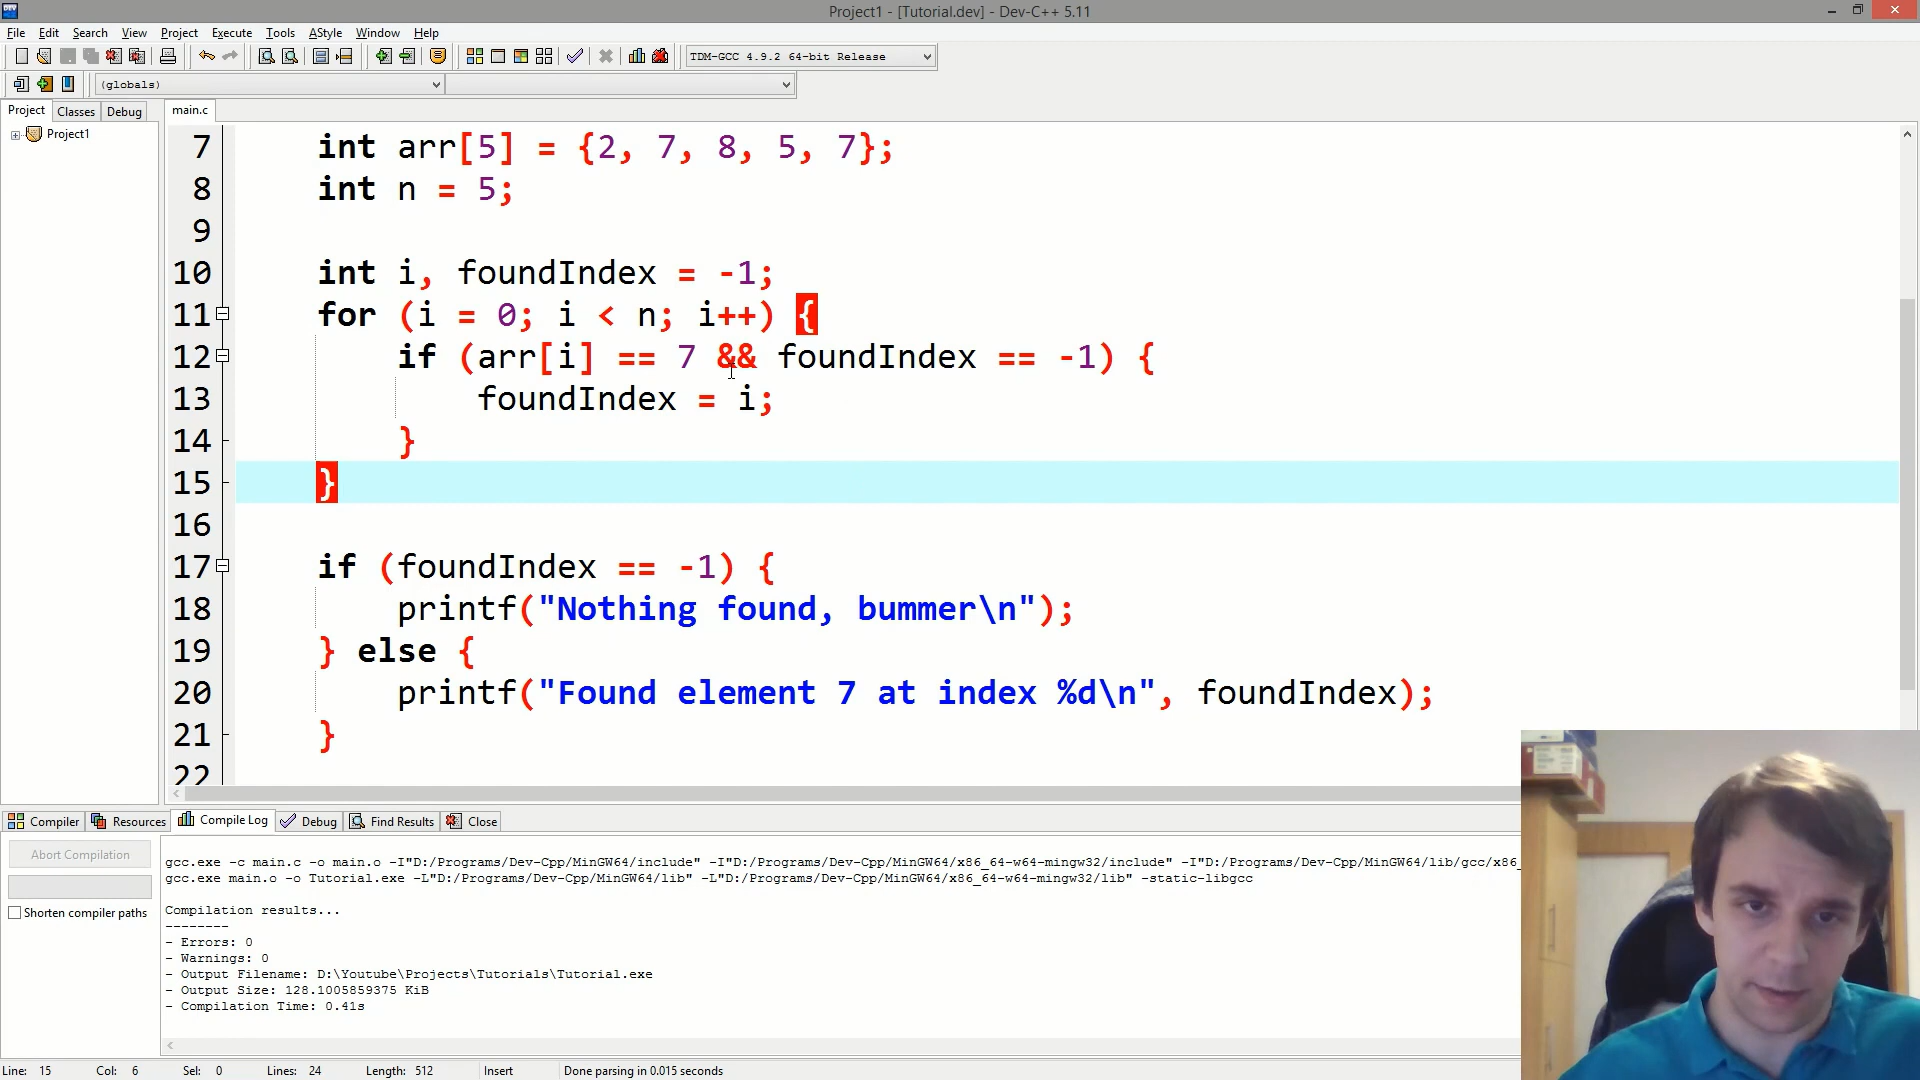 Project1 - [Tutorial.dev] - Dev-C++ 5.11
File Edit Search View Project Execute Tools AStyle Window Help
TDM-GCC 4.9.2 64-bit Release
(globals)
Project Classes Debug main.c
Project1
7 int arr[5] = {2, 7, 8, 5, 7};
8 int n = 5;
9
10 int i, foundIndex = -1;
11 for (i = 0; i < n; i++) {
12 if (arr[i] == 7 && foundIndex == -1) {
13 foundIndex = i;
14 }
15 }
16
17 if (foundIndex == -1) {
18 printf("Nothing found, bummer\n");
19 } else {
20 printf("Found element 7 at index %d\n", foundIndex);
21 }
22
Compiler Resources Compile Log Debug Find Results Close
Abort Compilation
Shorten compiler paths
gcc.exe -c main.c -o main.o -I"D:/Programs/Dev-Cpp/MinGW64/include" -I"D:/Programs/Dev-Cpp/MinGW64/x86_64-w64-mingw32/include" -I"D:/Programs/Dev-Cpp/MinGW64/lib/gcc/x86_
gcc.exe main.o -o Tutorial.exe -L"D:/Programs/Dev-Cpp/MinGW64/lib" -L"D:/Programs/Dev-Cpp/MinGW64/x86_64-w64-mingw32/lib" -static-libgcc
Compilation results...
--------
- Errors: 0
- Warnings: 0
- Output Filename: D:\Youtube\Projects\Tutorials\Tutorial.exe
- Output Size: 128.1005859375 KiB
- Compilation Time: 0.41s
Line: 15 Col: 6 Sel: 0 Lines: 24 Length: 512 Insert Done parsing in 0.015 seconds